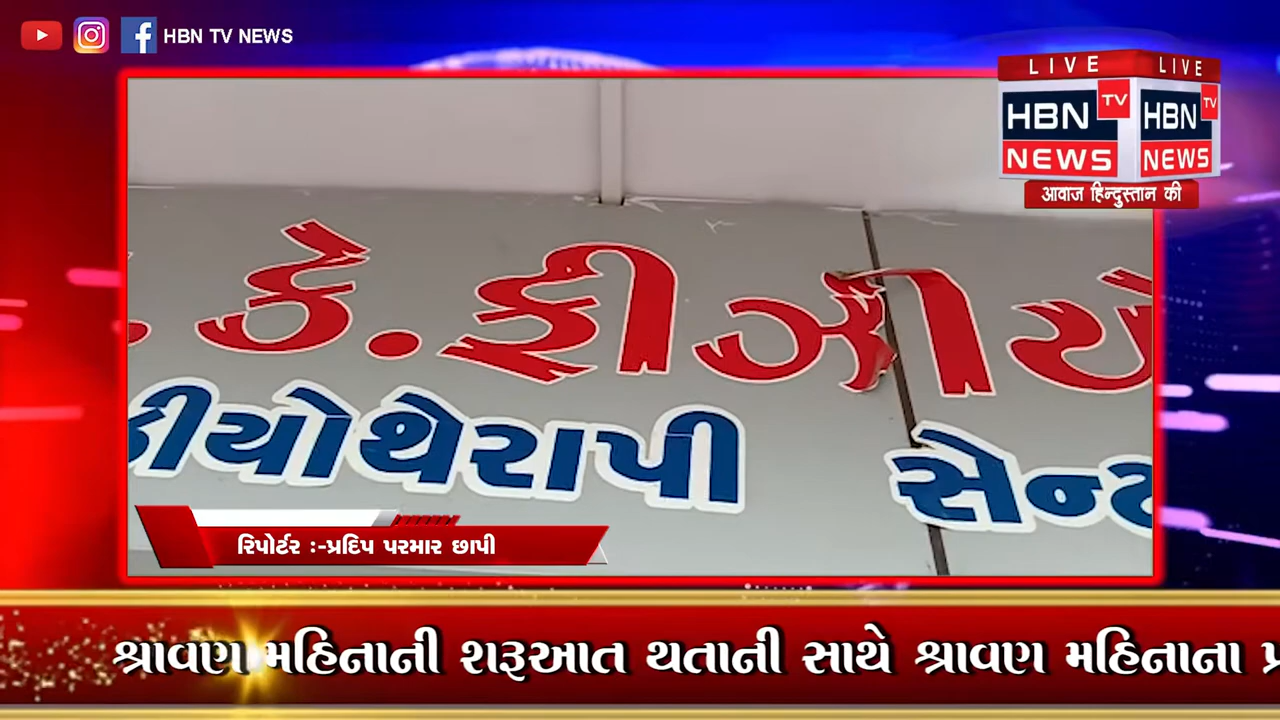 HBN TV NEWS
LIVE LIVE
HBN TV HBN TV
NEWS NEWS
आवाज हिन्दुस्तान की
. કે. ફીઝીયો
યોથેરાપી સેન્ટ
રિપોર્ટર :-પ્રદિપ પરમાર છાપી
શ્રાવણ મહિનાની શરૂઆત થતાની સાથે શ્રાવણ મહિનાના પ્ર